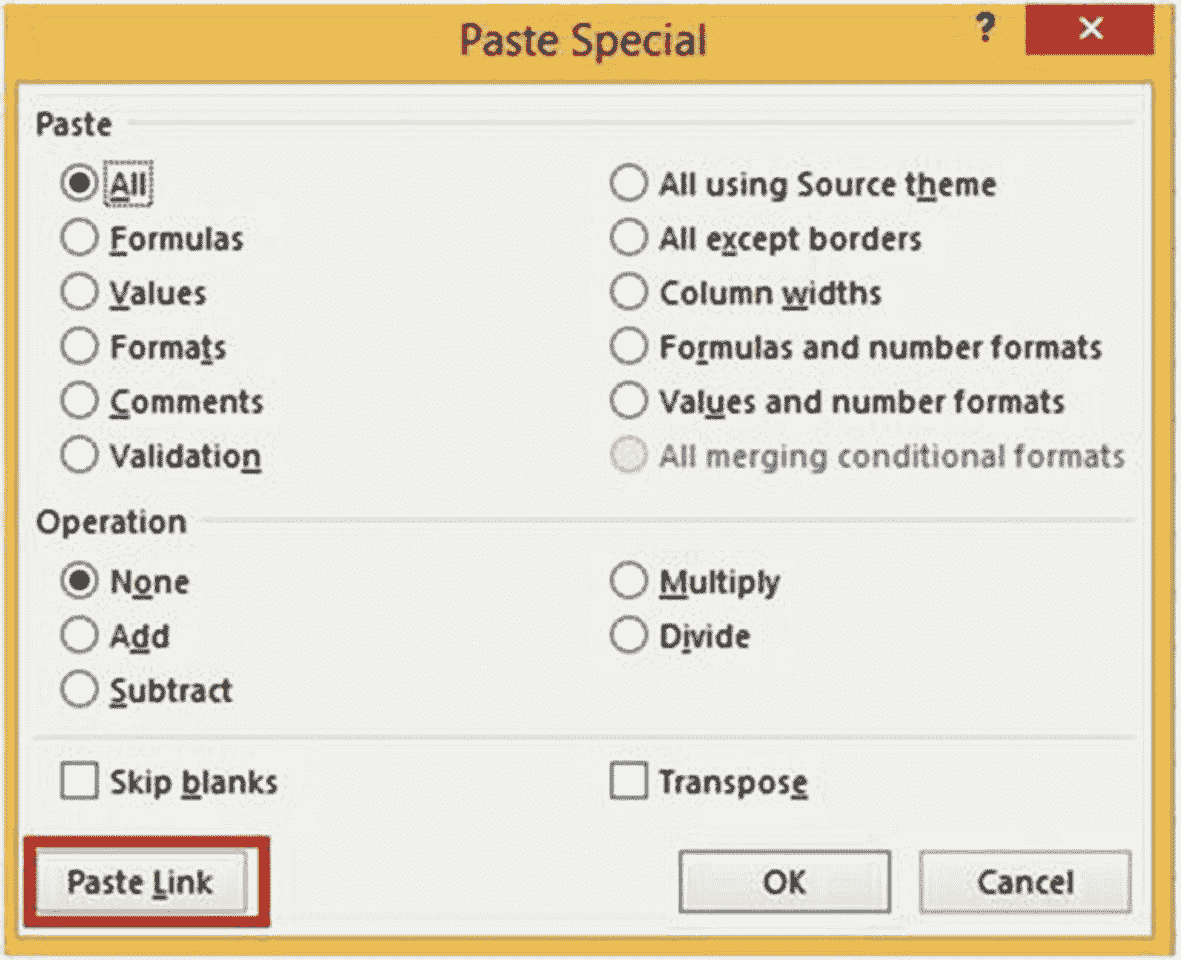 Paste Special
?
Paste
All
All using Source theme
Formulas
All except borders
Values
Column widths
Formats
Formulas and number formats
Comments
Values and number formats
Validation
All merging conditional formats
Operation
None
Multiply
Add
Divide
Subtract
Skip blanks
Transpose
Paste Link
OK
Cancel